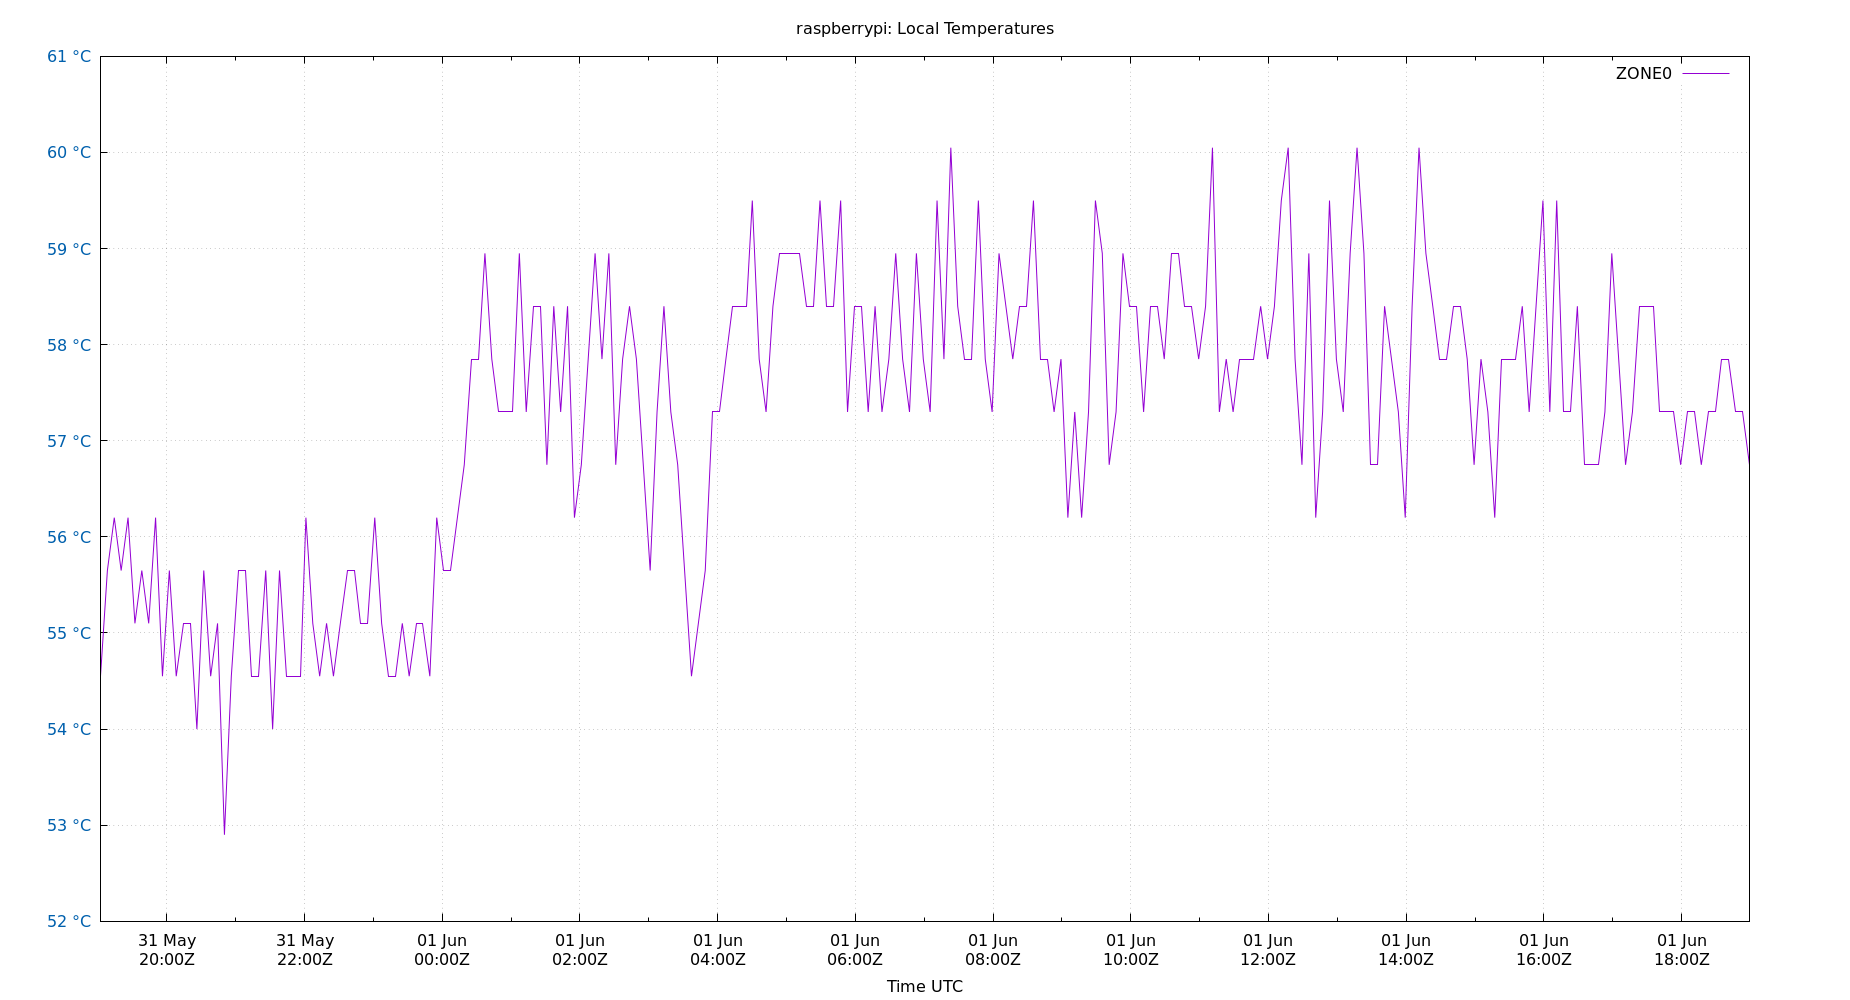 raspberrypi: Local Temperatures
61 °C
ZONE0
60 °C
59 °C
58 °C
57 °C
56 °C
55 °C
54 °C
53 °C
52 °C
31 May 31 May 01 Jun 01 Jun 01 Jun 01 Jun 01 Jun 01 Jun 01 Jun 01 Jun 01 Jun 01 Jun
20:00Z 22:00Z 00:00Z 02:00Z 04:00Z 06:00Z 08:00Z 10:00Z 12:00Z 14:00Z 16:00Z 18:00Z
Time UTC